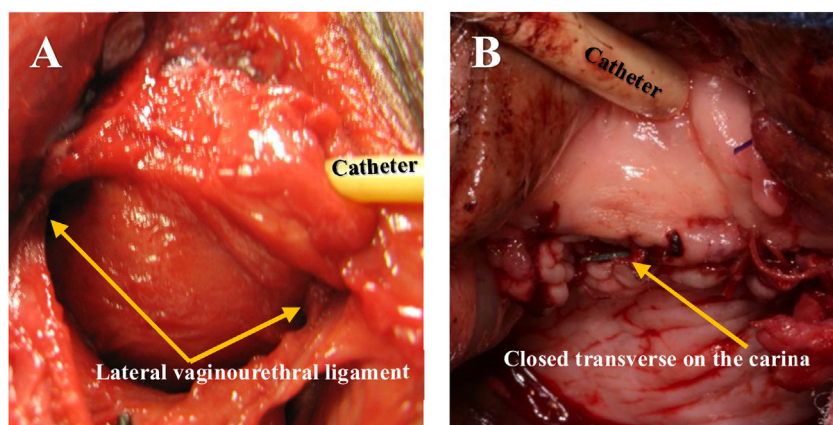 A
Catheter
Lateral vaginourethral ligament
B
Catheter
Closed transverse on the carina